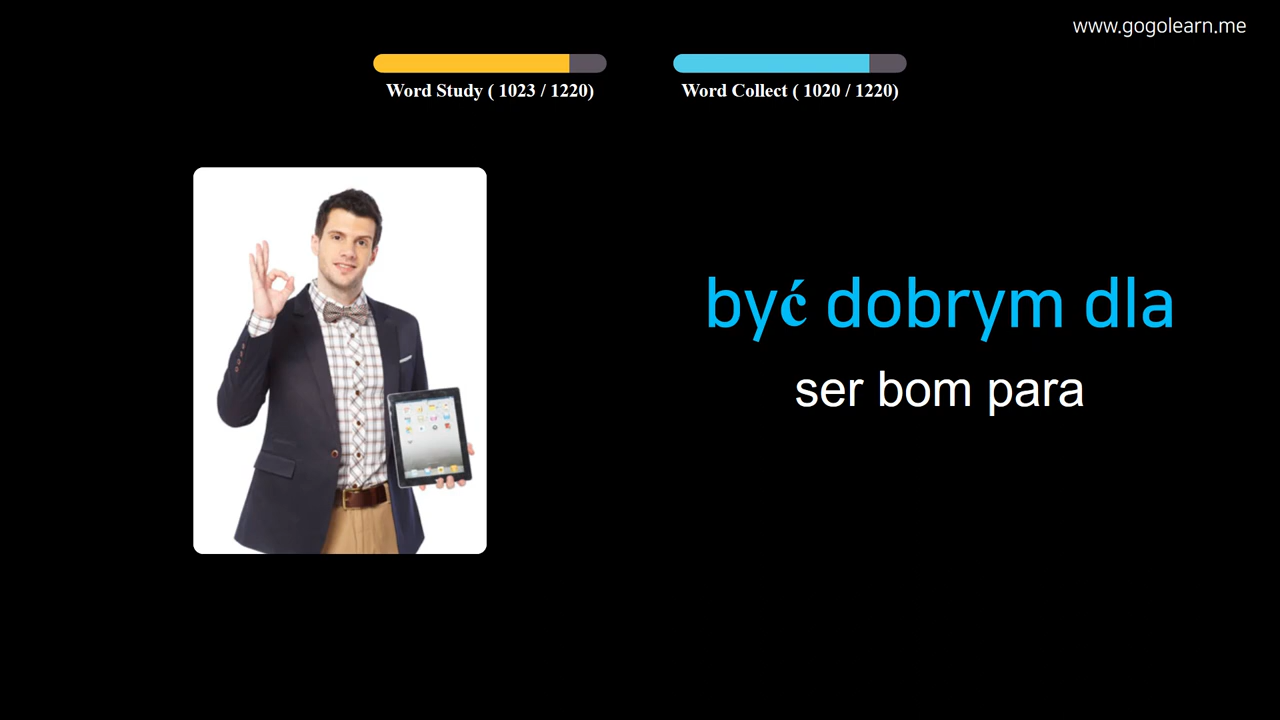 www.gogolearn.me
Word Study ( 1023 / 1220)
Word Collect ( 1020 / 1220)
być dobrym dla
ser bom para